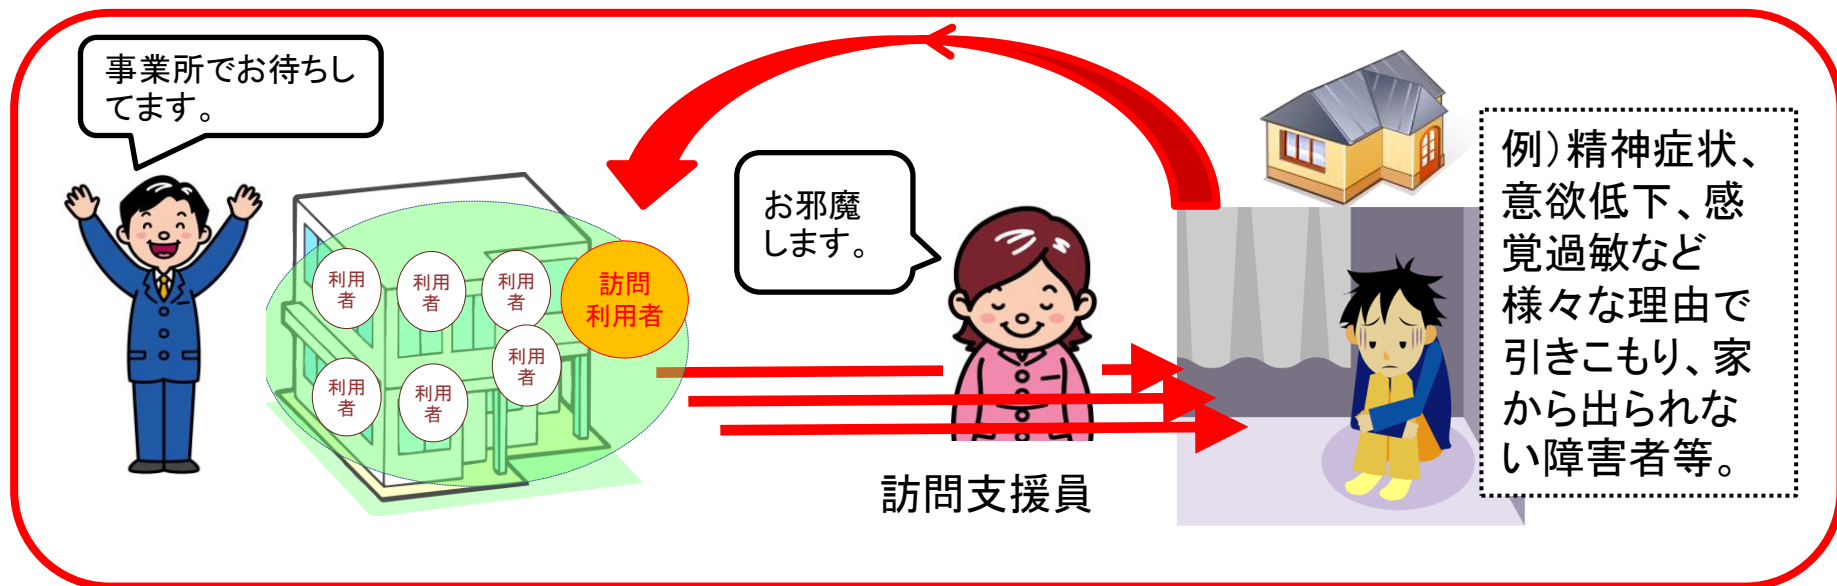 事業所でお待ちし
てます。
利用
者
利用
者
利用
者
訪問
利用者
利用
者
利用
者
利用
者
お邪魔
します。
訪問支援員
例）精神症状、
意欲低下、感
覚過敏など
様々な理由で
引きこもり、家
から出られな
い障害者等。